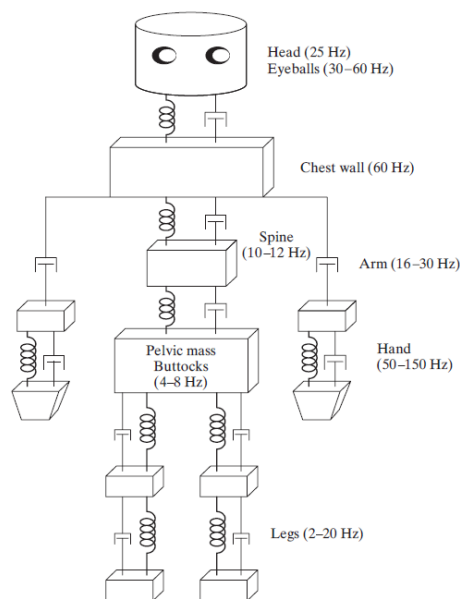 Head (25 Hz)
Eyeballs (30–60 Hz)
Chest wall (60 Hz)
Spine
(10–12 Hz)
Arm (16–30 Hz)
Pelvic mass
Buttocks
(4–8 Hz)
Hand
(50–150 Hz)
Legs (2–20 Hz)